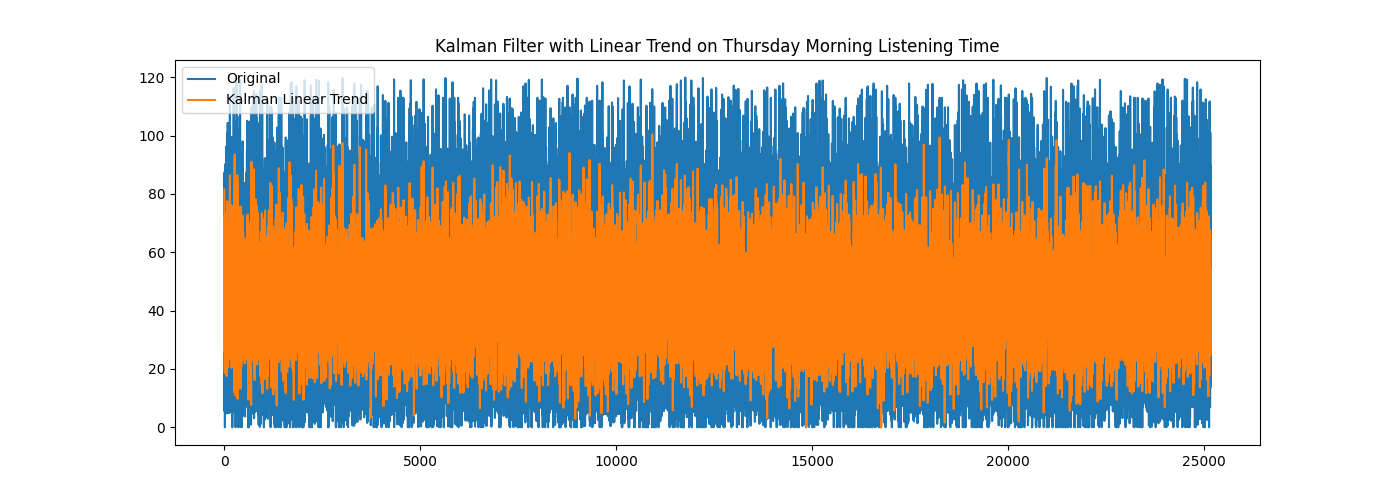 Kalman Filter with Linear Trend on Thursday Morning Listening Time
Original
Kalman Linear Trend
120
100
80
60
40
20
0
0 5000 10000 15000 20000 25000